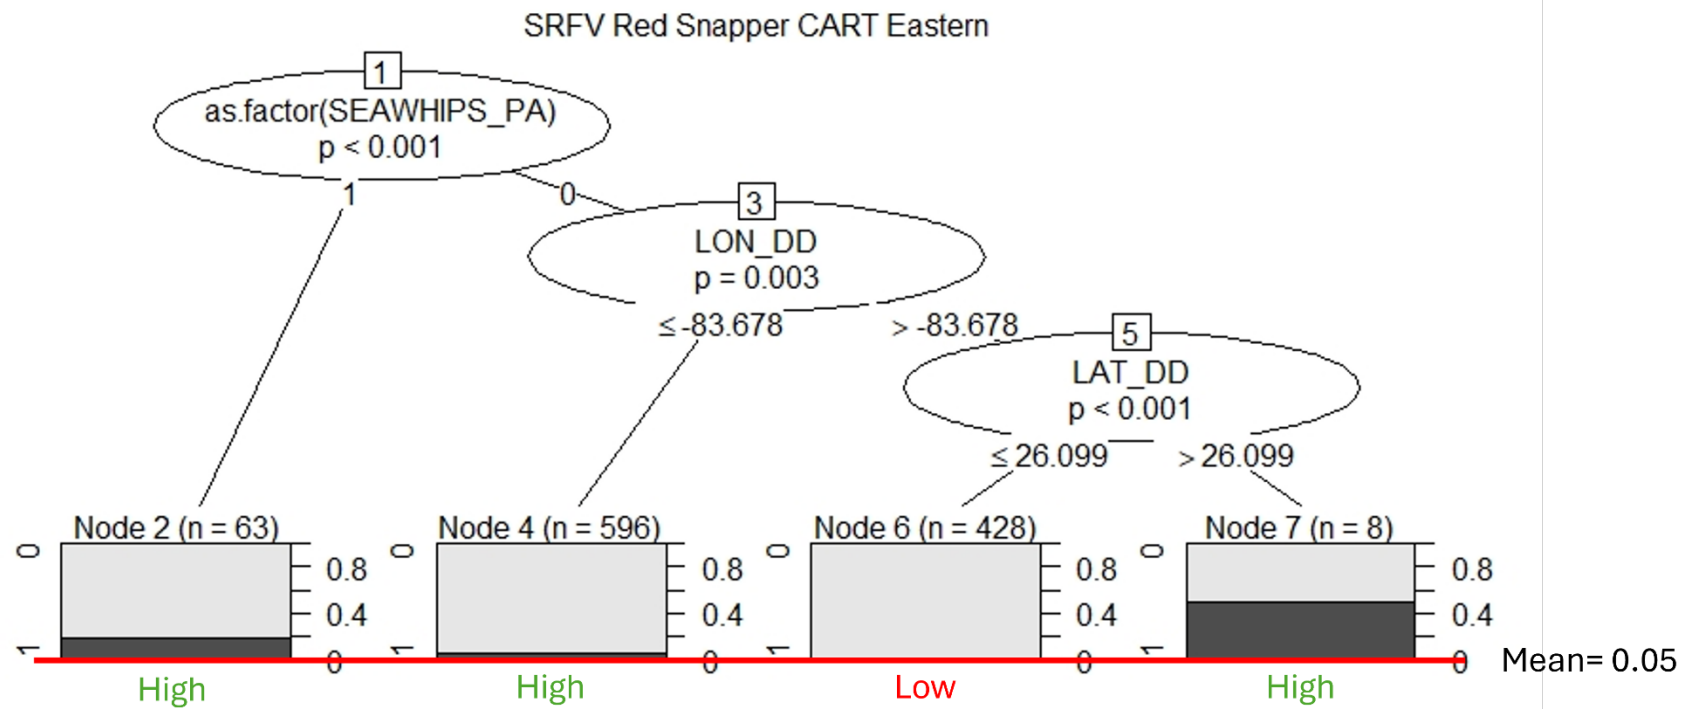 SRFV Red Snapper CART Eastern
1
as.factor(SEAWHIPS_PA)
p < 0.001
1
0
3
LON_DD
p = 0.003
≤ -83.678
> -83.678
5
LAT_DD
p < 0.001
≤ 26.099
> 26.099
Node 2 (n = 63)
0
1
0.8
0.4
0
High
Node 4 (n = 596)
0
1
0.8
0.4
0
High
Node 6 (n = 428)
0
1
0.8
0.4
0
Low
Node 7 (n = 8)
0
1
0.8
0.4
0
High
Mean= 0.05